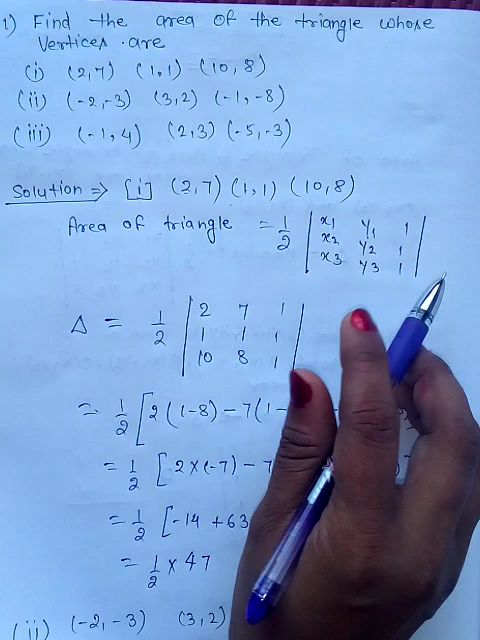 1) Find the area of the triangle whose
Vertices are
(i) (2,7) (1,1) (10,8)
(ii) (-2,-3) (3,2) (-1,-8)
(iii) (-1,4) (2,3) (-5,-3)
Solution ⇒ [i] (2,7) (1,1) (10,8)
Area of triangle = 1/2 | x1 y1 1
x2 y2 1
x3 y3 1 |
Δ = 1/2 | 2 7 1
1 1 1
10 8 1 |
= 1/2 [2(1-8) - 7(1-
= 1/2 [2×(-7) - 7
= 1/2 [-14 + 63
= 1/2 × 47
(ii) (-2,-3) (3,2)